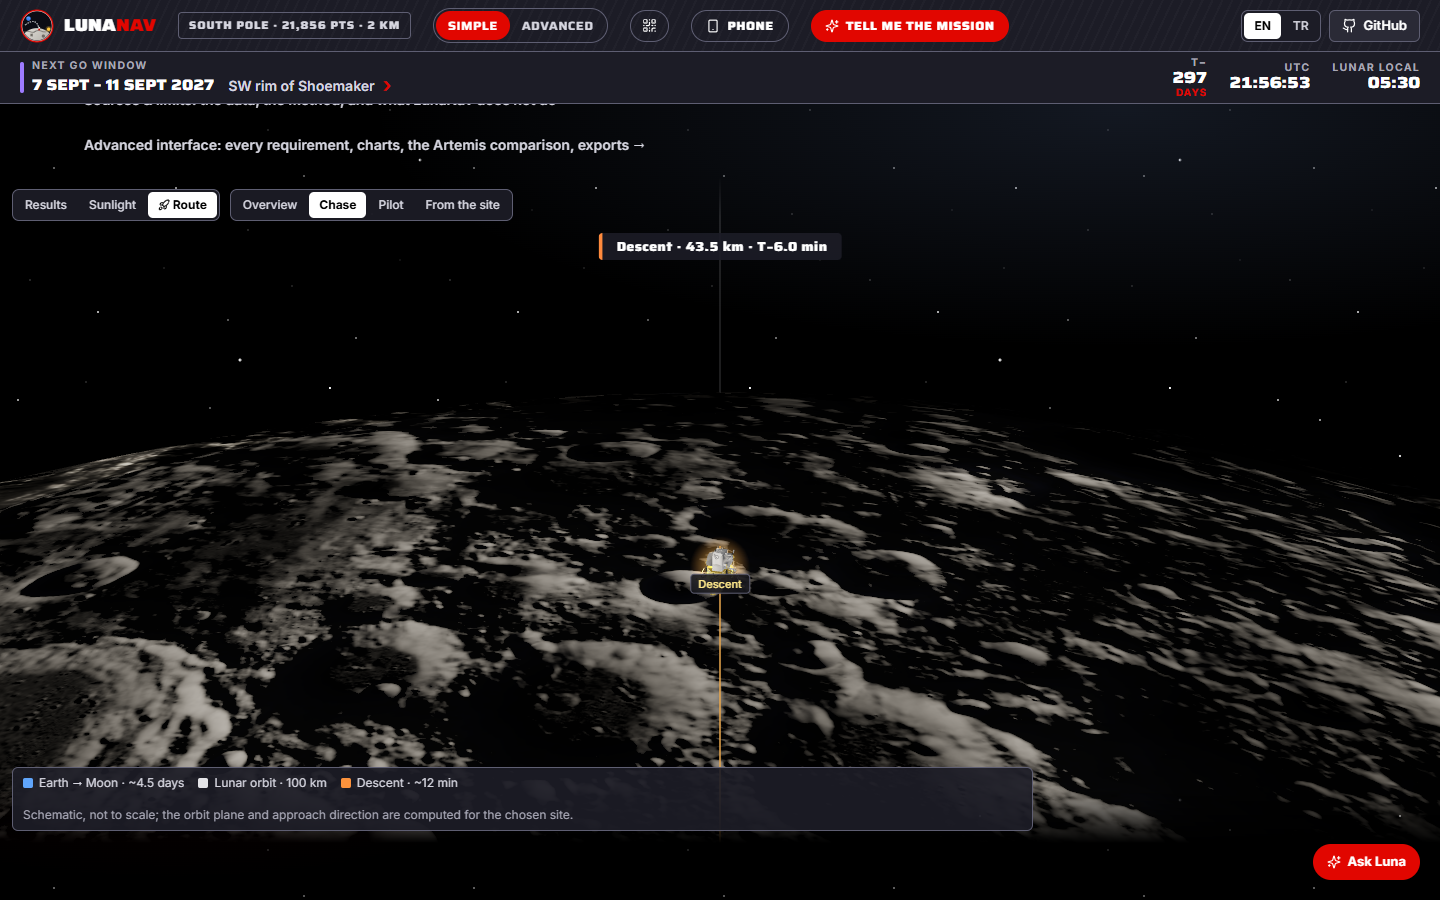 LUNANAV
SOUTH POLE · 21,856 PTS · 2 KM
SIMPLE
ADVANCED
PHONE
TELL ME THE MISSION
EN
TR
GitHub
NEXT GO WINDOW
7 SEPT – 11 SEPT 2027
SW rim of Shoemaker
T−
297
DAYS
UTC
21:56:53
LUNAR LOCAL
05:30
Advanced interface: every requirement, charts, the Artemis comparison, exports →
Results
Sunlight
Route
Overview
Chase
Pilot
From the site
Descent · 43.5 km · T−6.0 min
Descent
Earth → Moon · ~4.5 days
Lunar orbit · 100 km
Descent · ~12 min
Schematic, not to scale; the orbit plane and approach direction are computed for the chosen site.
Ask Luna